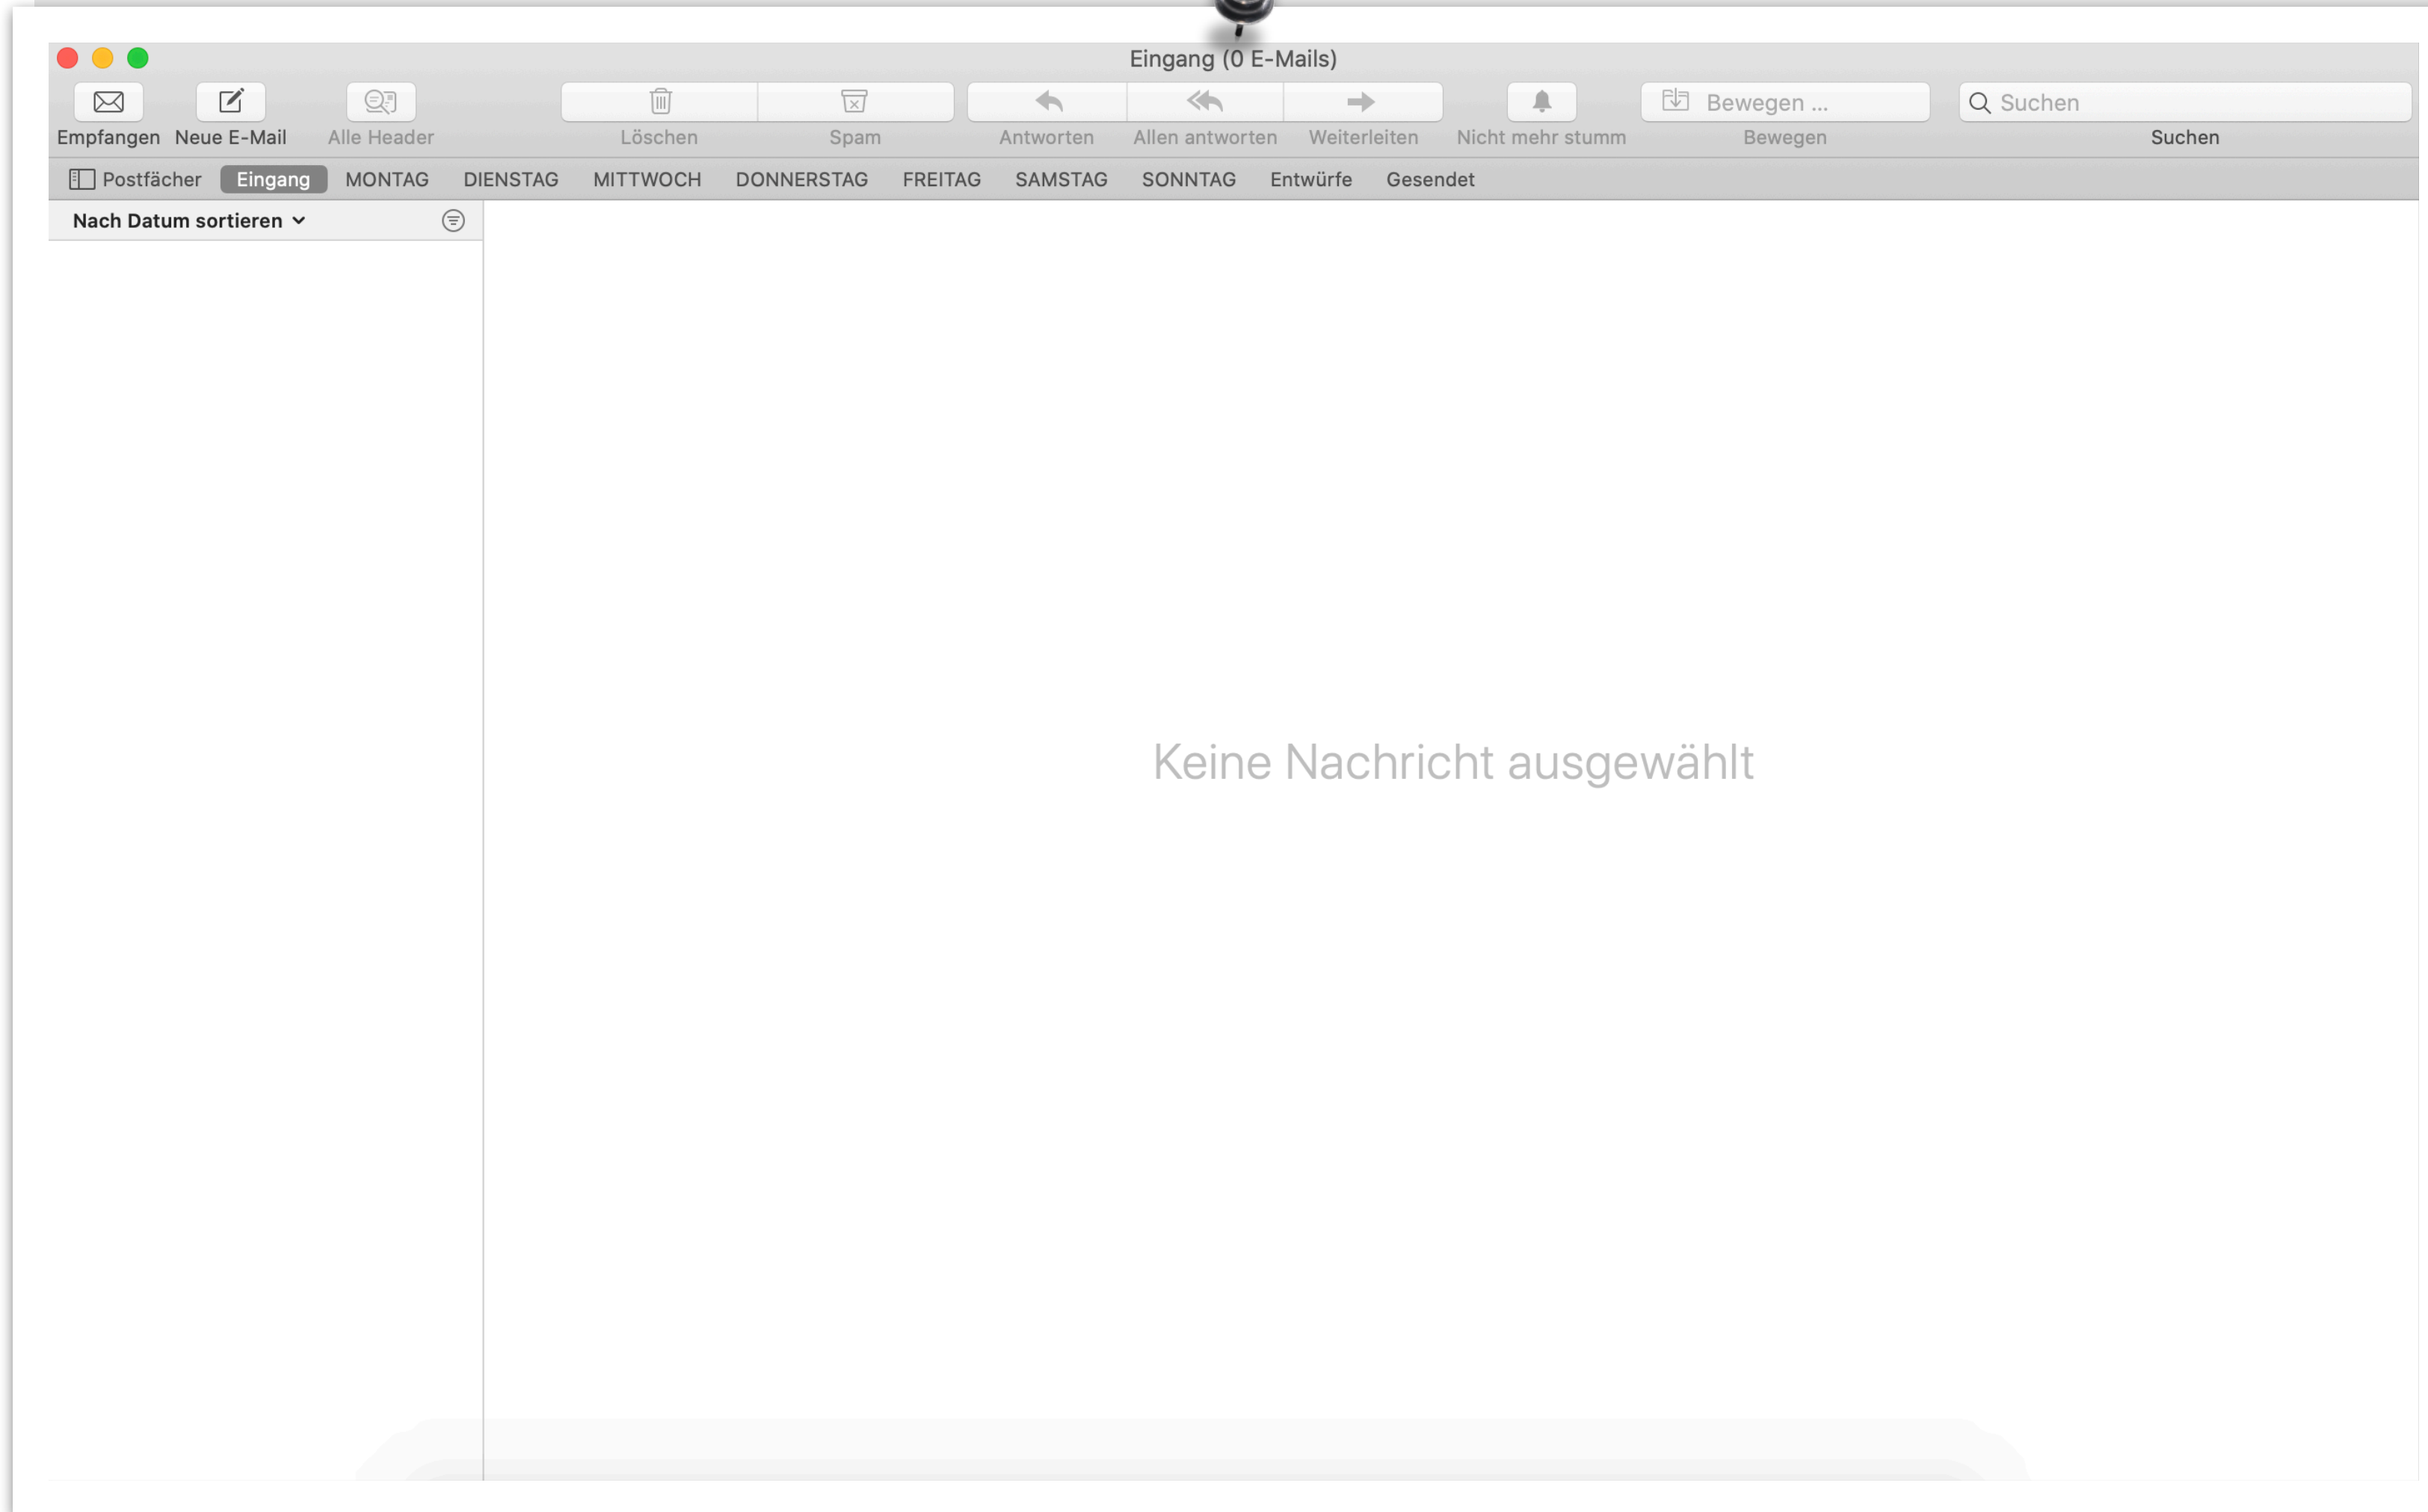 Eingang (0 E-Mails)
Bewegen ... Suchen
Empfangen Neue E-Mail Alle Header Löschen Spam Antworten Allen antworten Weiterleiten Nicht mehr stumm Bewegen Suchen
Postfächer Eingang MONTAG DIENSTAG MITTWOCH DONNERSTAG FREITAG SAMSTAG SONNTAG Entwürfe Gesendet
Nach Datum sortieren
Keine Nachricht ausgewählt